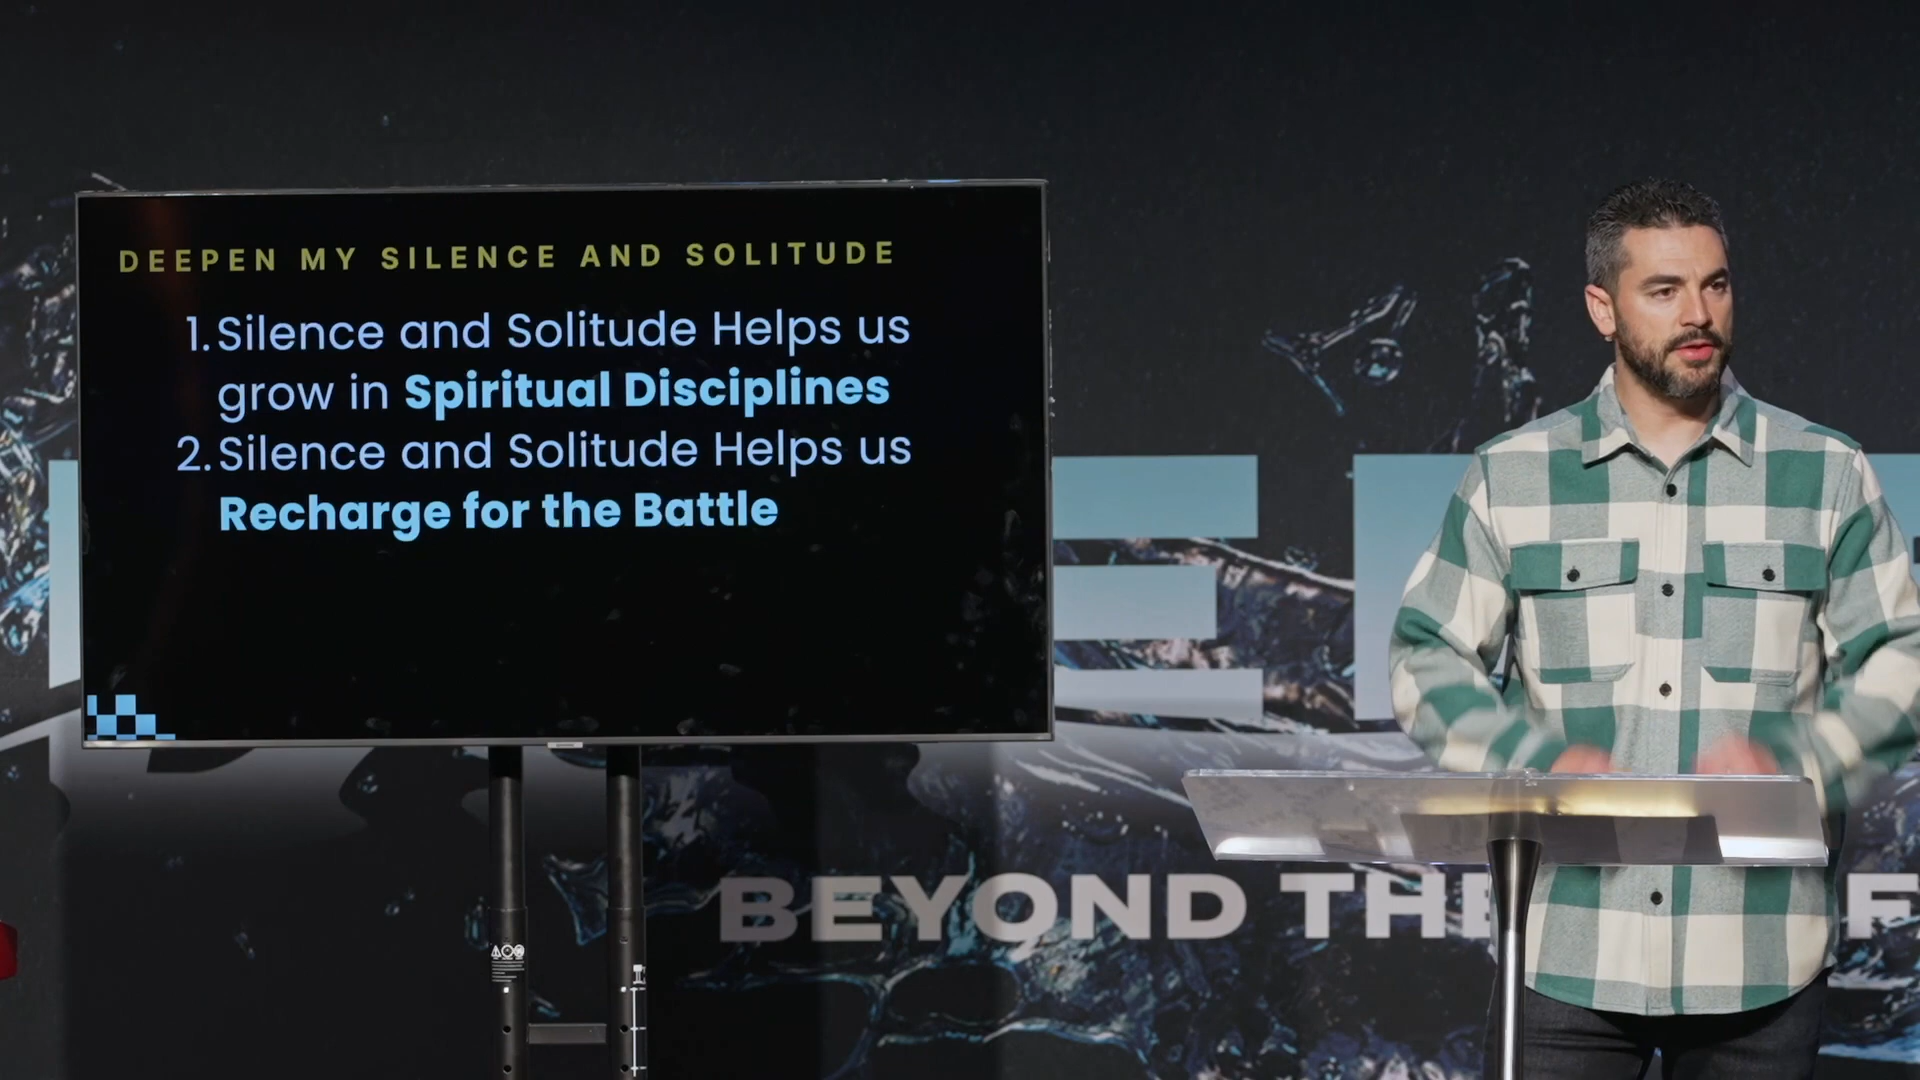 DEEPEN MY SILENCE AND SOLITUDE
1. Silence and Solitude Helps us
grow in Spiritual Disciplines
2. Silence and Solitude Helps us
Recharge for the Battle
BEYOND THE